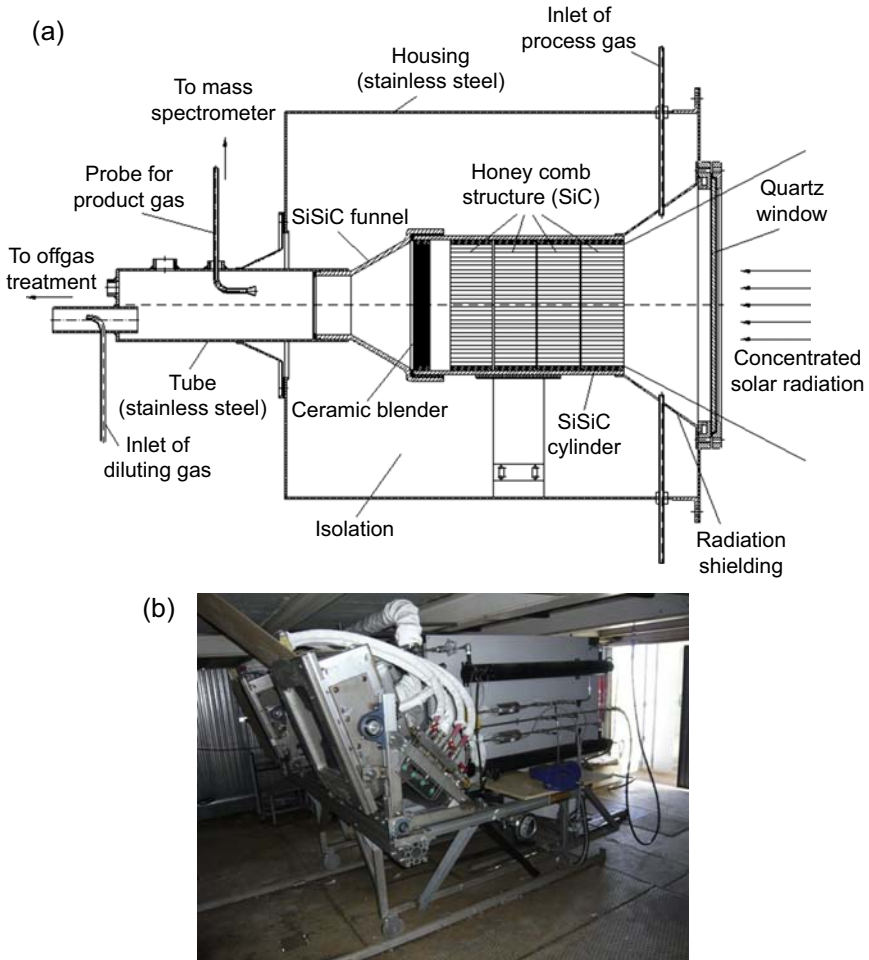 (a)
Inlet of
process gas
Housing
(stainless steel)
To mass
spectrometer
Probe for
product gas
SiSiC funnel
Honey comb
structure (SiC)
Quartz
window
To offgas
treatment
Concentrated
solar radiation
Tube
(stainless steel)
Ceramic blender
SiSiC
cylinder
Inlet of
diluting gas
Isolation
Radiation
shielding
(b)